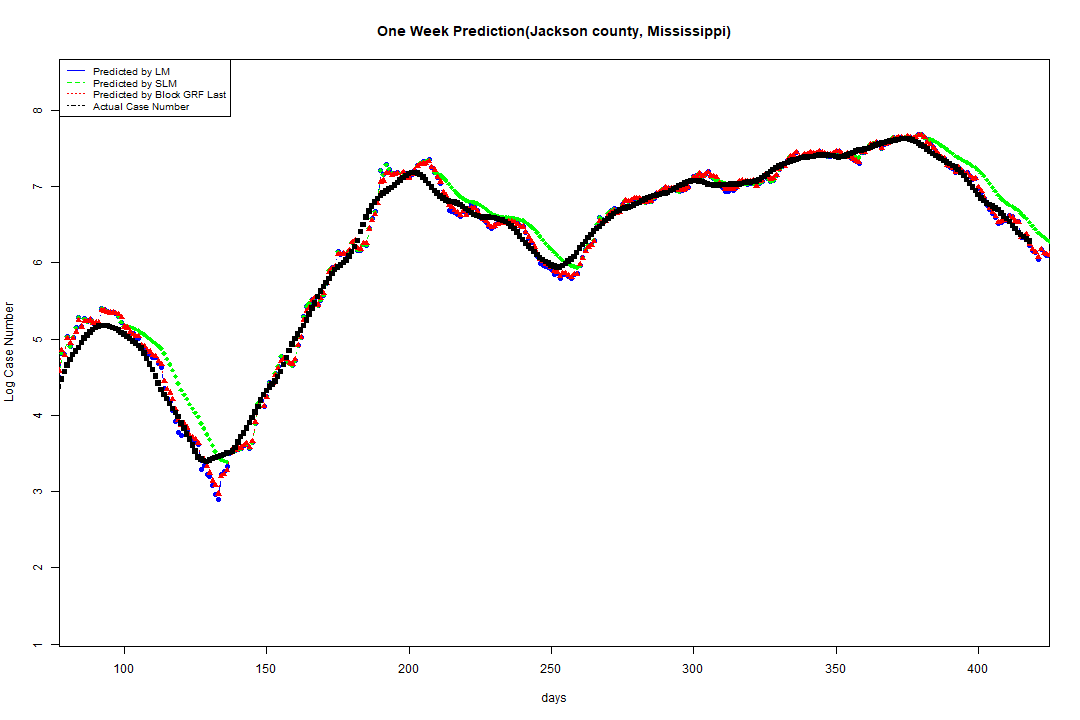 One Week Prediction(Jackson county, Mississippi)
Predicted by LM
Predicted by SLM
Predicted by Block GRF Last
Actual Case Number
Log Case Number
8
7
6
5
4
3
2
1
100 150 200 250 300 350 400
days